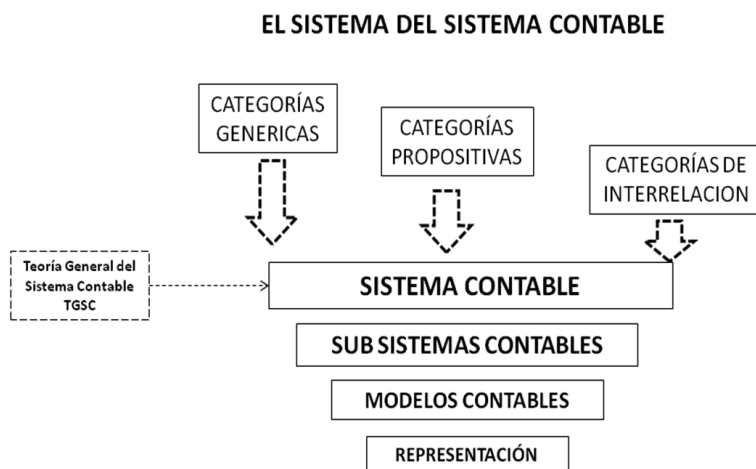 EL SISTEMA DEL SISTEMA CONTABLE
CATEGORÍAS
GENERICAS
CATEGORÍAS
PROPOSITIVAS
CATEGORÍAS DE
INTERRELACION
Teoría General del
Sistema Contable
TGSC
SISTEMA CONTABLE
SUB SISTEMAS CONTABLES
MODELOS CONTABLES
REPRESENTACIÓN